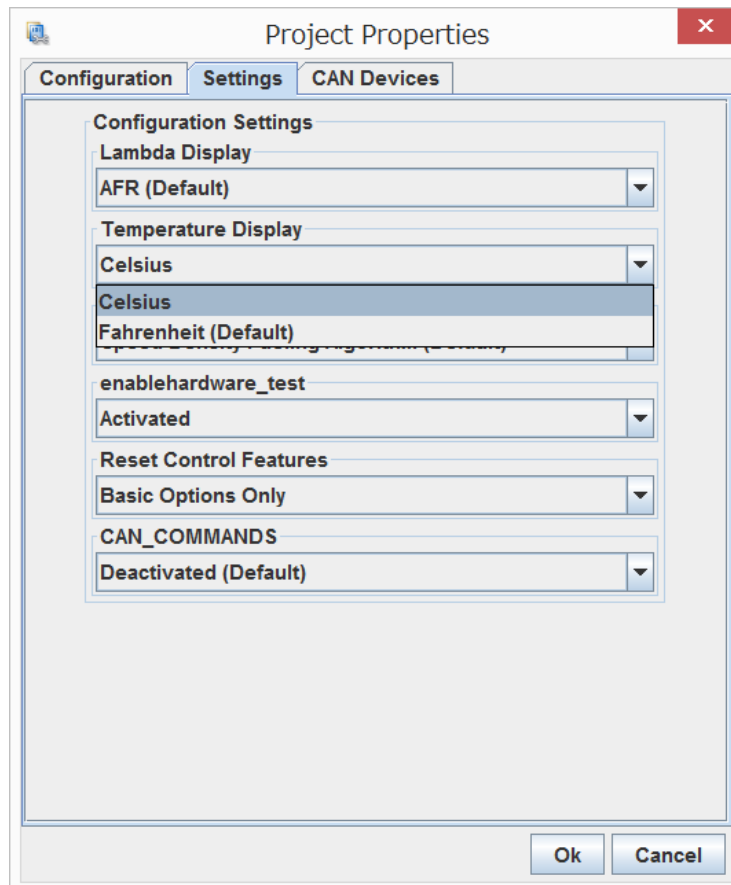 Project Properties
Configuration Settings CAN Devices
Configuration Settings
Lambda Display
AFR (Default)
Temperature Display
Celsius
Celsius
Fahrenheit (Default)
enablehardware_test
Activated
Reset Control Features
Basic Options Only
CAN_COMMANDS
Deactivated (Default)
Ok Cancel